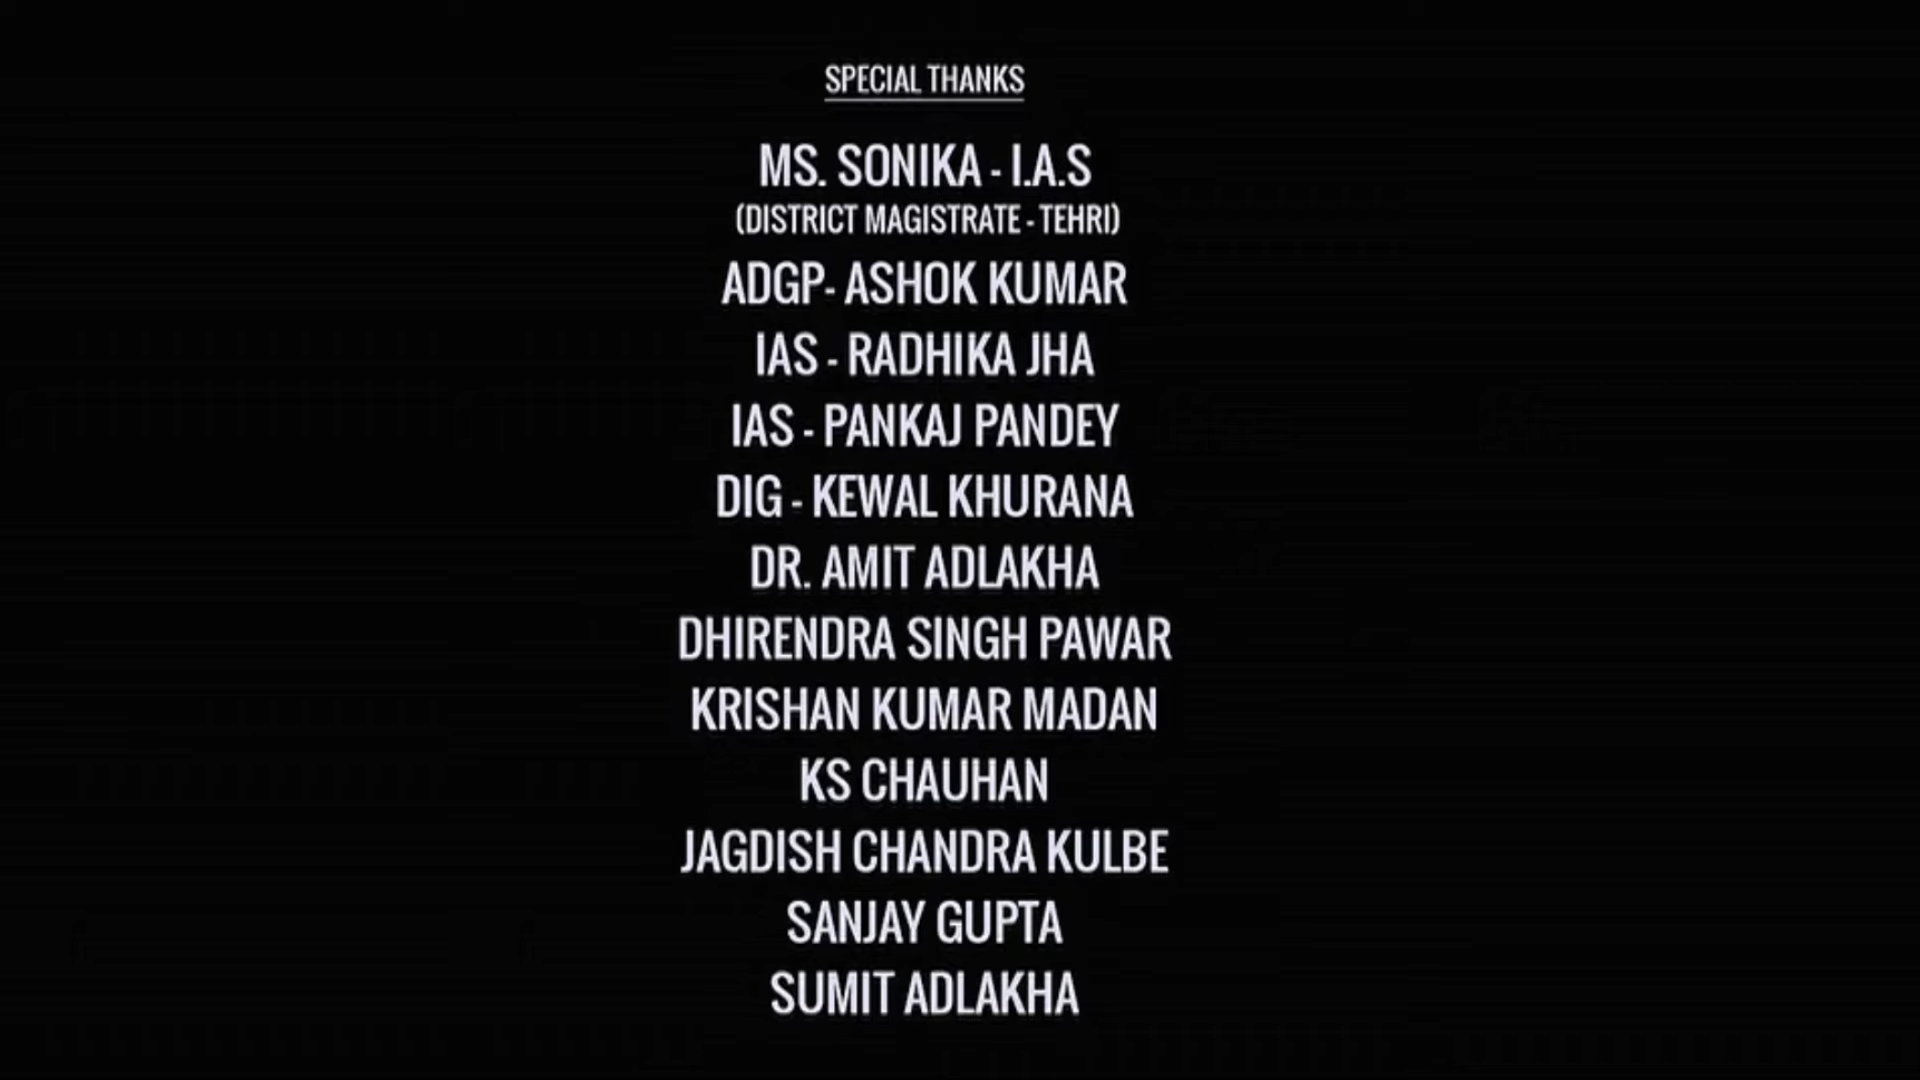 SPECIAL THANKS
MS. SONIKA - I.A.S
(DISTRICT MAGISTRATE - TEHRI)
ADGP- ASHOK KUMAR
IAS - RADHIKA JHA
IAS - PANKAJ PANDEY
DIG - KEWAL KHURANA
DR. AMIT ADLAKHA
DHIRENDRA SINGH PAWAR
KRISHAN KUMAR MADAN
KS CHAUHAN
JAGDISH CHANDRA KULBE
SANJAY GUPTA
SUMIT ADLAKHA